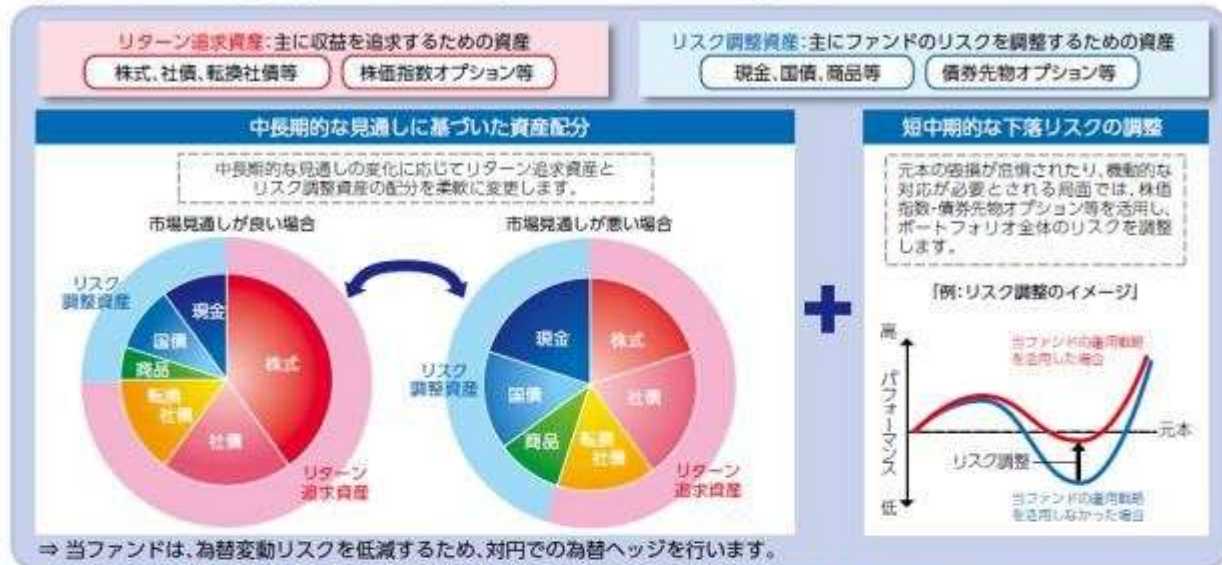 リターン追求資産:主に収益を追求するための資産
株式、社債、転換社債等
株価指数オプション等
リスク調整資産:主にファンドのリスクを調整するための資産
現金、国債、商品等
債券先物オプション等
中長期的な見通しに基づいた資産配分
中長期的な見通しの変化に応じてリターン追求資産と
リスク調整資産の配分を柔軟に変更します。
市場見通しが良い場合
リスク
調整資産
現金
国債
商品
転換
社債
社債
株式
リターン
追求資産
市場見通しが悪い場合
リスク
調整資産
現金
国債
商品
転換
社債
社債
株式
リターン
追求資産
+
短中期的な下落リスクの調整
元本の毀損が危惧されたり、機動的な
対応が必要とされる局面では、株価
指数・債券先物オプション等を活用し、
ポートフォリオ全体のリスクを調整
します。
「例:リスク調整のイメージ」
高
パフォーマンス
低
当ファンドの運用戦略
を活用した場合
元本
リスク調整
当ファンドの運用戦略
を活用しなかった場合
⇒ 当ファンドは、為替変動リスクを低減するため、対円での為替ヘッジを行います。